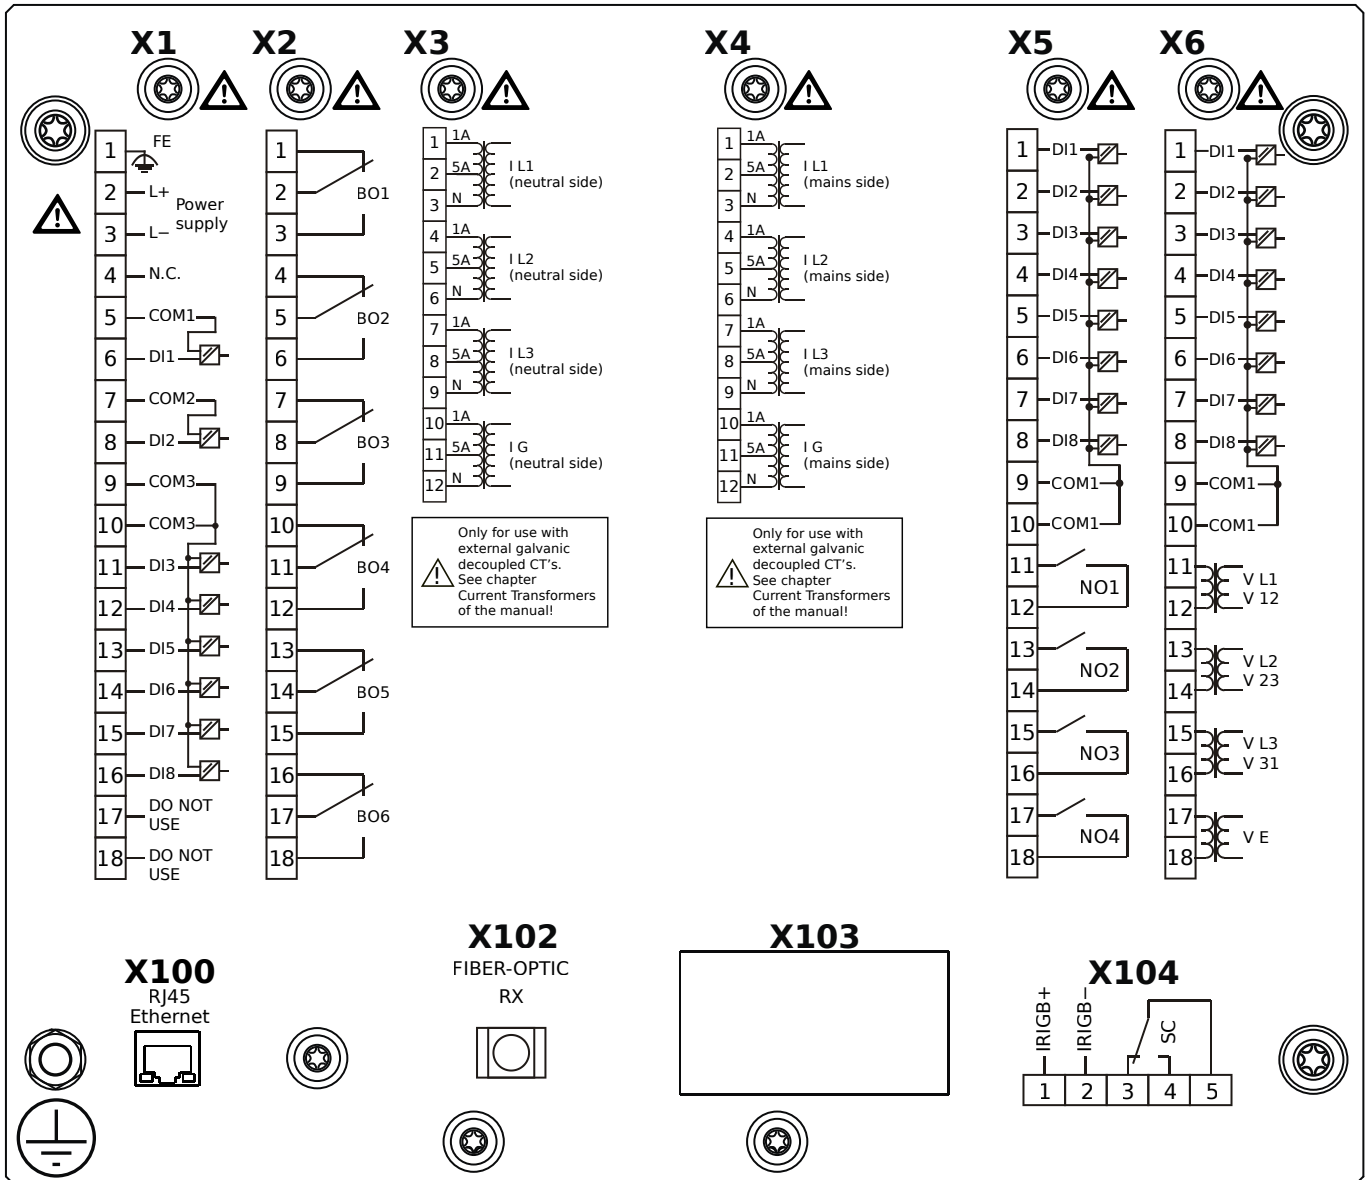 X1
1
FE
2
L+
Power
supply
3
L−
4
N.C.
5
COM1
6
DI1
7
COM2
8
DI2
9
COM3
10
COM3
11
DI3
12
DI4
13
DI5
14
DI6
15
DI7
16
DI8
17
DO NOT
USE
18
DO NOT
USE
X2
1
2
BO1
3
4
5
BO2
6
7
8
BO3
9
10
11
BO4
12
13
14
BO5
15
16
17
BO6
18
X3
1
1A
2
5A
I L1
(neutral side)
3
N
4
1A
5
5A
I L2
(neutral side)
6
N
7
1A
8
5A
I L3
(neutral side)
9
N
10
1A
11
5A
I G
(neutral side)
12
N
Only for use with
external galvanic
decoupled CT's.
See chapter
Current Transformers
of the manual!
X4
1
1A
2
5A
I L1
(mains side)
3
N
4
1A
5
5A
I L2
(mains side)
6
N
7
1A
8
5A
I L3
(mains side)
9
N
10
1A
11
5A
I G
(mains side)
12
N
Only for use with
external galvanic
decoupled CT's.
See chapter
Current Transformers
of the manual!
X5
1
DI1
2
DI2
3
DI3
4
DI4
5
DI5
6
DI6
7
DI7
8
DI8
9
COM1
10
COM1
11
NO1
12
13
NO2
14
15
NO3
16
17
NO4
18
X6
1
DI1
2
DI2
3
DI3
4
DI4
5
DI5
6
DI6
7
DI7
8
DI8
9
COM1
10
COM1
11
V L1
V 12
12
13
V L2
V 23
14
15
V L3
V 31
16
17
V E
18
X100
RJ45
Ethernet
X102
FIBER-OPTIC
RX
X103
X104
IRIGB+
IRIGB−
SC
1 2 3 4 5